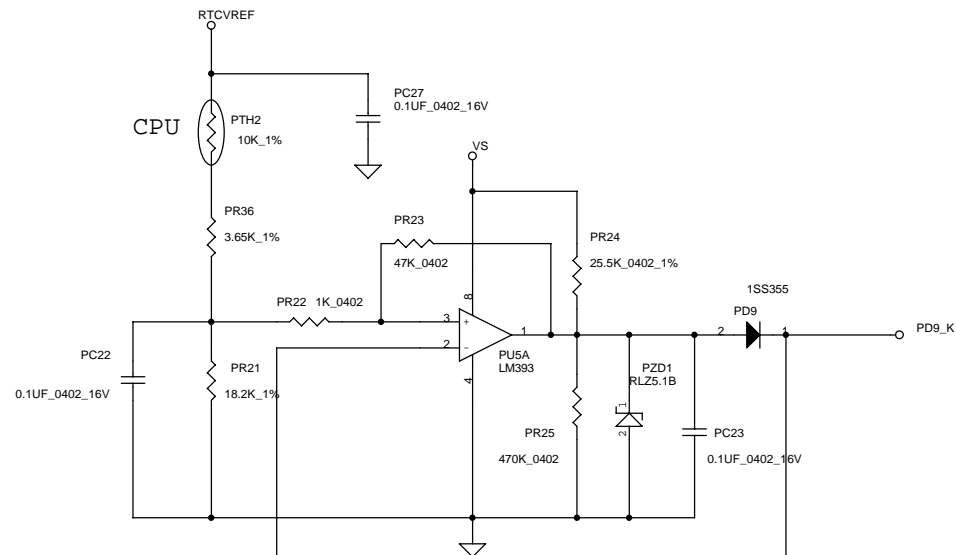 RTCVREF
PC27
0.1UF_0402_16V
CPU
PTH2
10K_1%
VS
PR36
3.65K_1%
PR23
47K_0402
PR24
25.5K_0402_1%
8
1SS355
PD9
PR22 1K_0402
3
+
2
−
1
PU5A
LM393
4
2
1
PD9_K
PC22
0.1UF_0402_16V
PR21
18.2K_1%
PZD1
RLZ5.1B
1
2
PR25
470K_0402
PC23
0.1UF_0402_16V